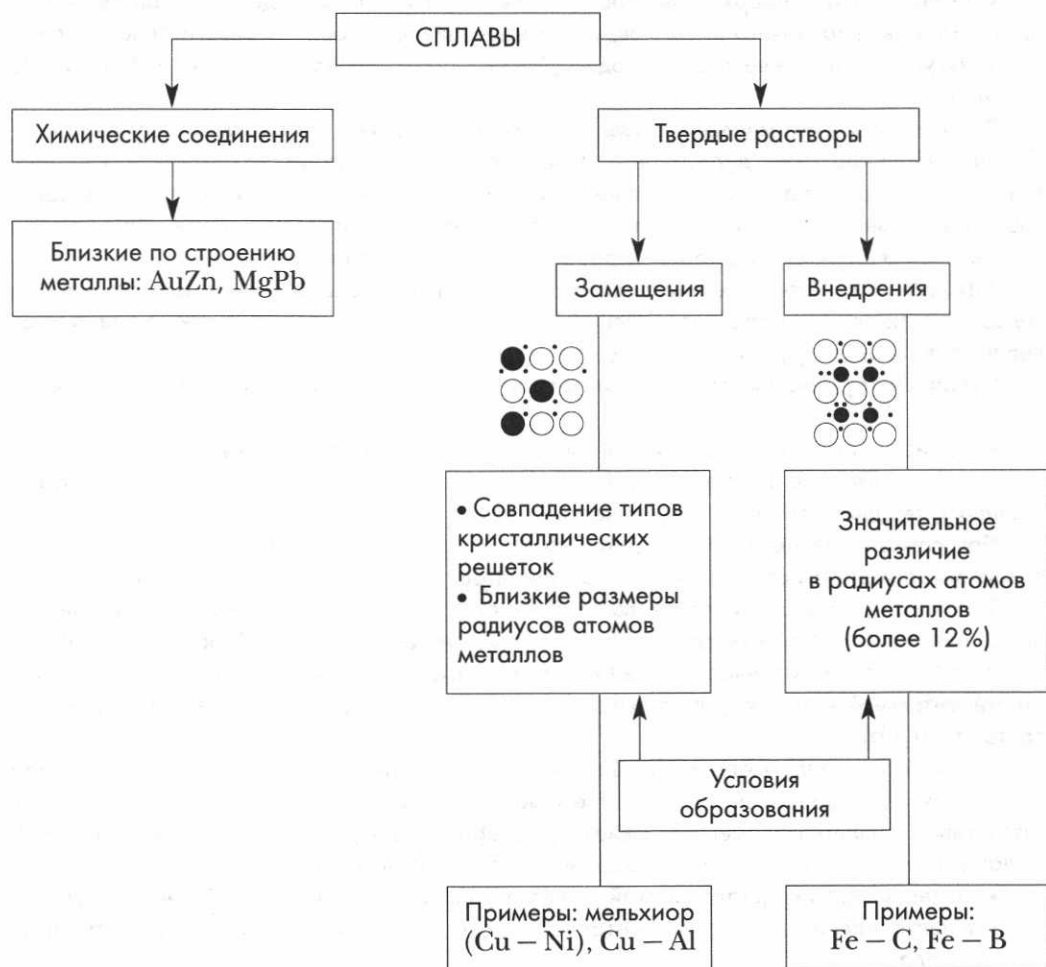 СПЛАВЫ
Химические соединения
Твердые растворы
Близкие по строению
металлы: AuZn, MgPb
Замещения
Внедрения
• Совпадение типов
кристаллических
решеток
• Близкие размеры
радиусов атомов
металлов
Значительное
различие
в радиусах атомов
металлов
(более 12%)
Условия
образования
Примеры: мельхиор
(Cu – Ni), Cu – Al
Примеры:
Fe – C, Fe – B